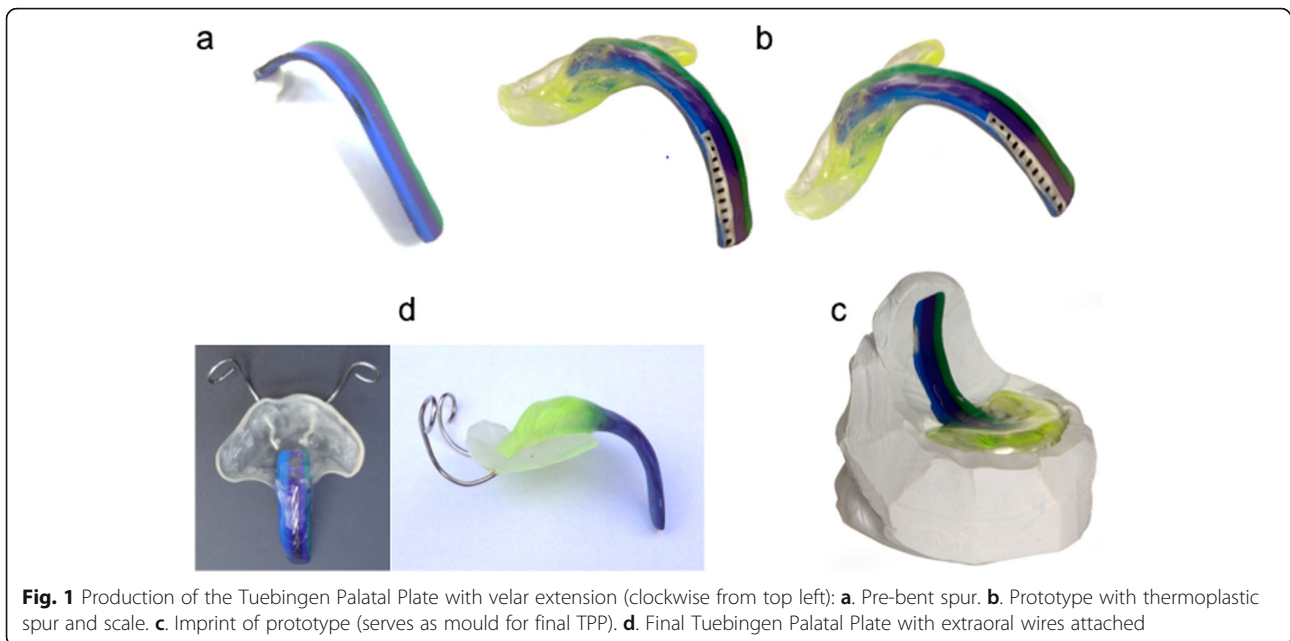 a
b
d
c
Fig. 1 Production of the Tuebingen Palatal Plate with velar extension (clockwise from top left): a. Pre-bent spur. b. Prototype with thermoplastic
spur and scale. c. Imprint of prototype (serves as mould for final TPP). d. Final Tuebingen Palatal Plate with extraoral wires attached